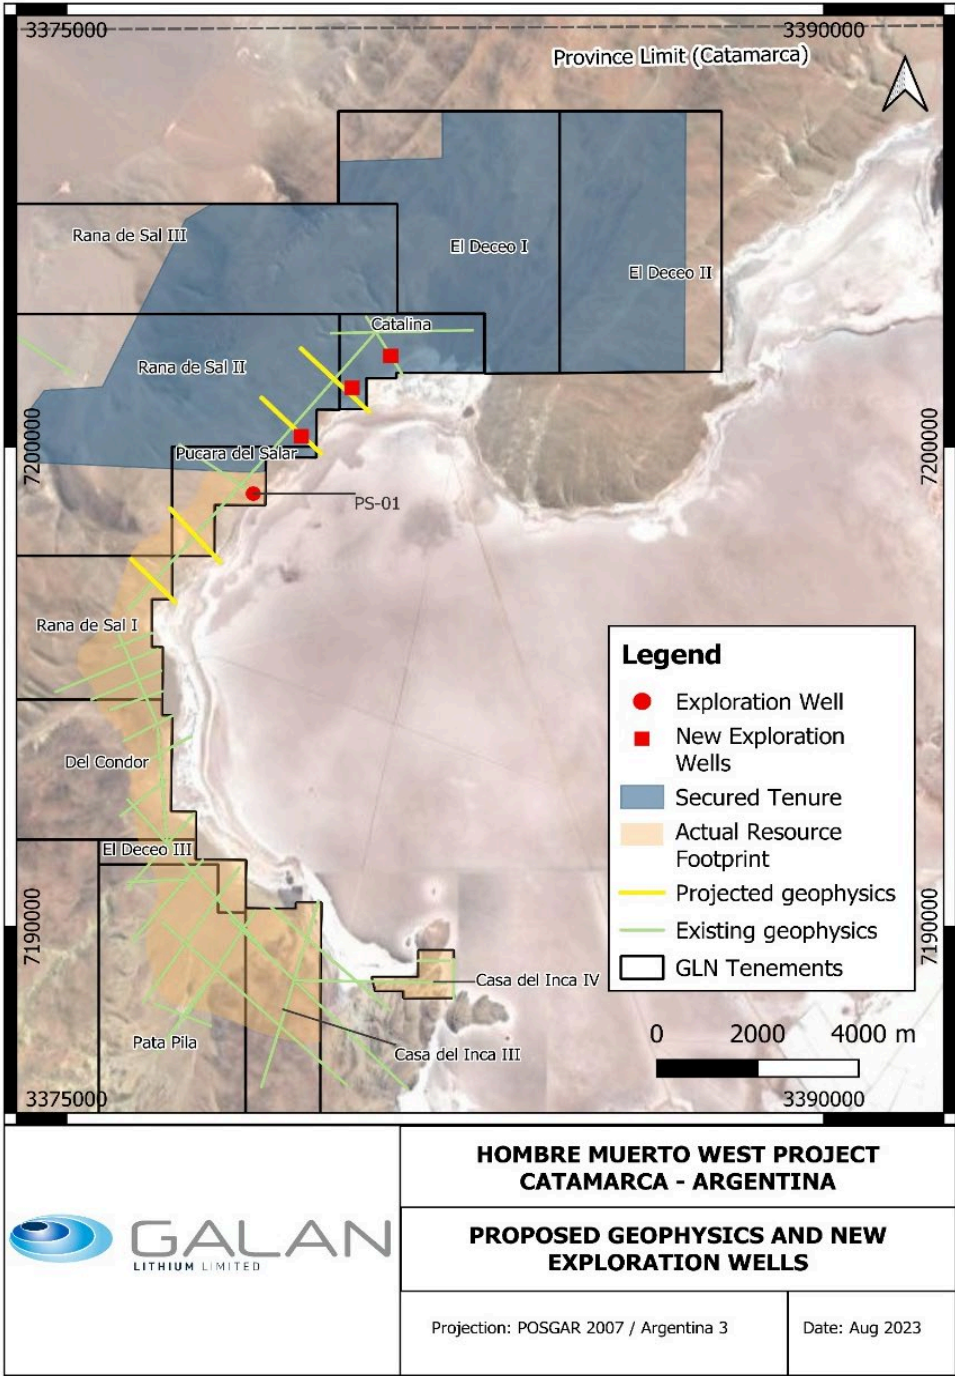 3375000
3390000
Province Limit (Catamarca)
Rana de Sal III
El Deceo I
El Deceo II
Catalina
Rana de Sal II
7200000
7200000
Pucara del Salar
PS-01
Rana de Sal I
Legend
Exploration Well
New Exploration
Wells
Secured Tenure
Actual Resource
Footprint
Projected geophysics
Existing geophysics
GLN Tenements
Del Condor
El Deceo III
7190000
7190000
Casa del Inca IV
Pata Pila
Casa del Inca III
0 2000 4000 m
3375000
3390000
HOMBRE MUERTO WEST PROJECT
CATAMARCA - ARGENTINA
GALAN
LITHIUM LIMITED
PROPOSED GEOPHYSICS AND NEW
EXPLORATION WELLS
Projection: POSGAR 2007 / Argentina 3
Date: Aug 2023